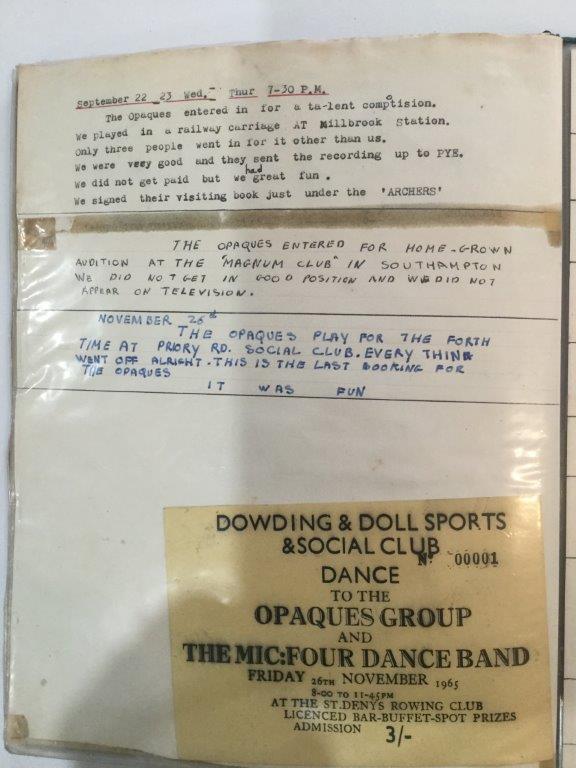 September 22 _23 Wed.- Thur 7-30 P.M.
The Opaques entered in for a ta-lent comptision.
We played in a railway carriage AT Millbrook Station.
Only three people went in for it other than us.
We were very good and they sent the recording up to PYE.
We did not get paid but we had great fun .
We signed their visiting book just under the 'ARCHERS'
THE OPAQUES ENTERED FOR HOME-GROWN
AUDITION AT THE "MAGNUM CLUB" IN SOUTHAMPTON
WE DID NOT GET IN GOOD POSITION AND WE DID NOT
APPEAR ON TELEVISION.
NOVEMBER 26th
THE OPAQUES PLAY FOR THE FORTH
TIME AT PRIORY RD. SOCIAL CLUB. EVERY THING
WENT OFF ALRIGHT. THIS IS THE LAST BOOKING FOR
THE OPAQUES
IT WAS FUN
DOWDING & DOLL SPORTS
& SOCIAL CLUB
No 00001
DANCE
TO THE
OPAQUES GROUP
AND
THE MIC:FOUR DANCE BAND
FRIDAY 26TH NOVEMBER 1965
8-00 TO 11-45PM
AT THE ST.DENYS ROWING CLUB
LICENCED BAR-BUFFET-SPOT PRIZES
ADMISSION 3/-